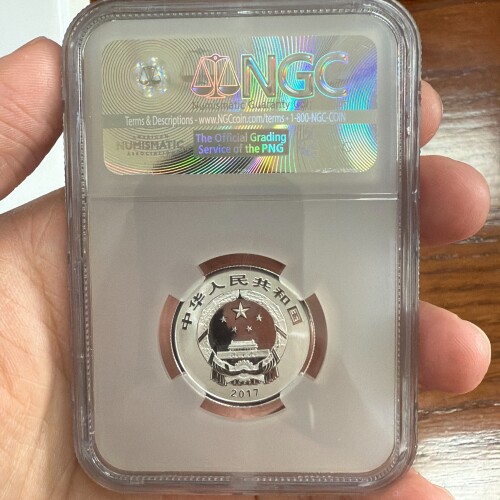 NGC
Numismatic Guaranty Co
Terms & Descriptions - www.NGCcoin.com/terms • 1-800-NGC-COIN
NUMISMATIC
The Official Grading
Service of the PNG
中华人民共和国
2017